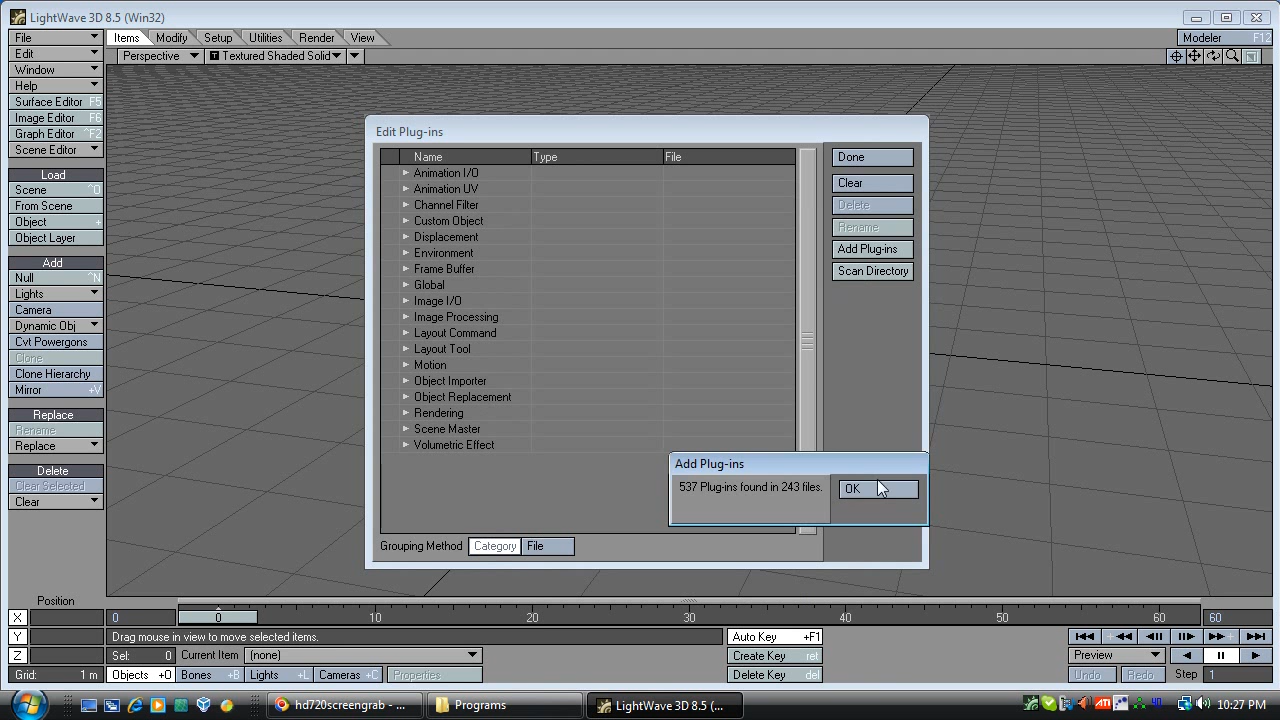 LightWave 3D 8.5 (Win32)
File
Items Modify Setup Utilities Render View
Modeler F12
Edit
Perspective Textured Shaded Solid
Window
Help
Surface Editor F5
Image Editor F6
Graph Editor ^F2
Scene Editor
Load
Scene ^O
From Scene
Object +
Object Layer
Add
Null ^N
Lights
Camera
Dynamic Obj
Cvt Powergons
Clone
Clone Hierarchy
Mirror +V
Replace
Rename
Replace
Delete
Clear Selected
Clear
Edit Plug-ins
Name Type File
Animation I/O
Animation UV
Channel Filter
Custom Object
Displacement
Environment
Frame Buffer
Global
Image I/O
Image Processing
Layout Command
Layout Tool
Motion
Object Importer
Object Replacement
Rendering
Scene Master
Volumetric Effect
Done
Clear
Delete
Rename
Add Plug-ins
Scan Directory
Add Plug-ins
537 Plug-ins found in 243 files.
OK
Grouping Method Category File
Position
X
0 0 10 20 30 40 50 60 60
Y
Drag mouse in view to move selected items.
Auto Key +F1
Z
Sel: 0 Current Item (none)
Create Key ret
Preview
Grid: 1 m
Objects +O Bones +B Lights +L Cameras +C Properties
Delete Key del
Undo Redo Step 1
hd720screengrab - ...
Programs
LightWave 3D 8.5 (...
10:27 PM